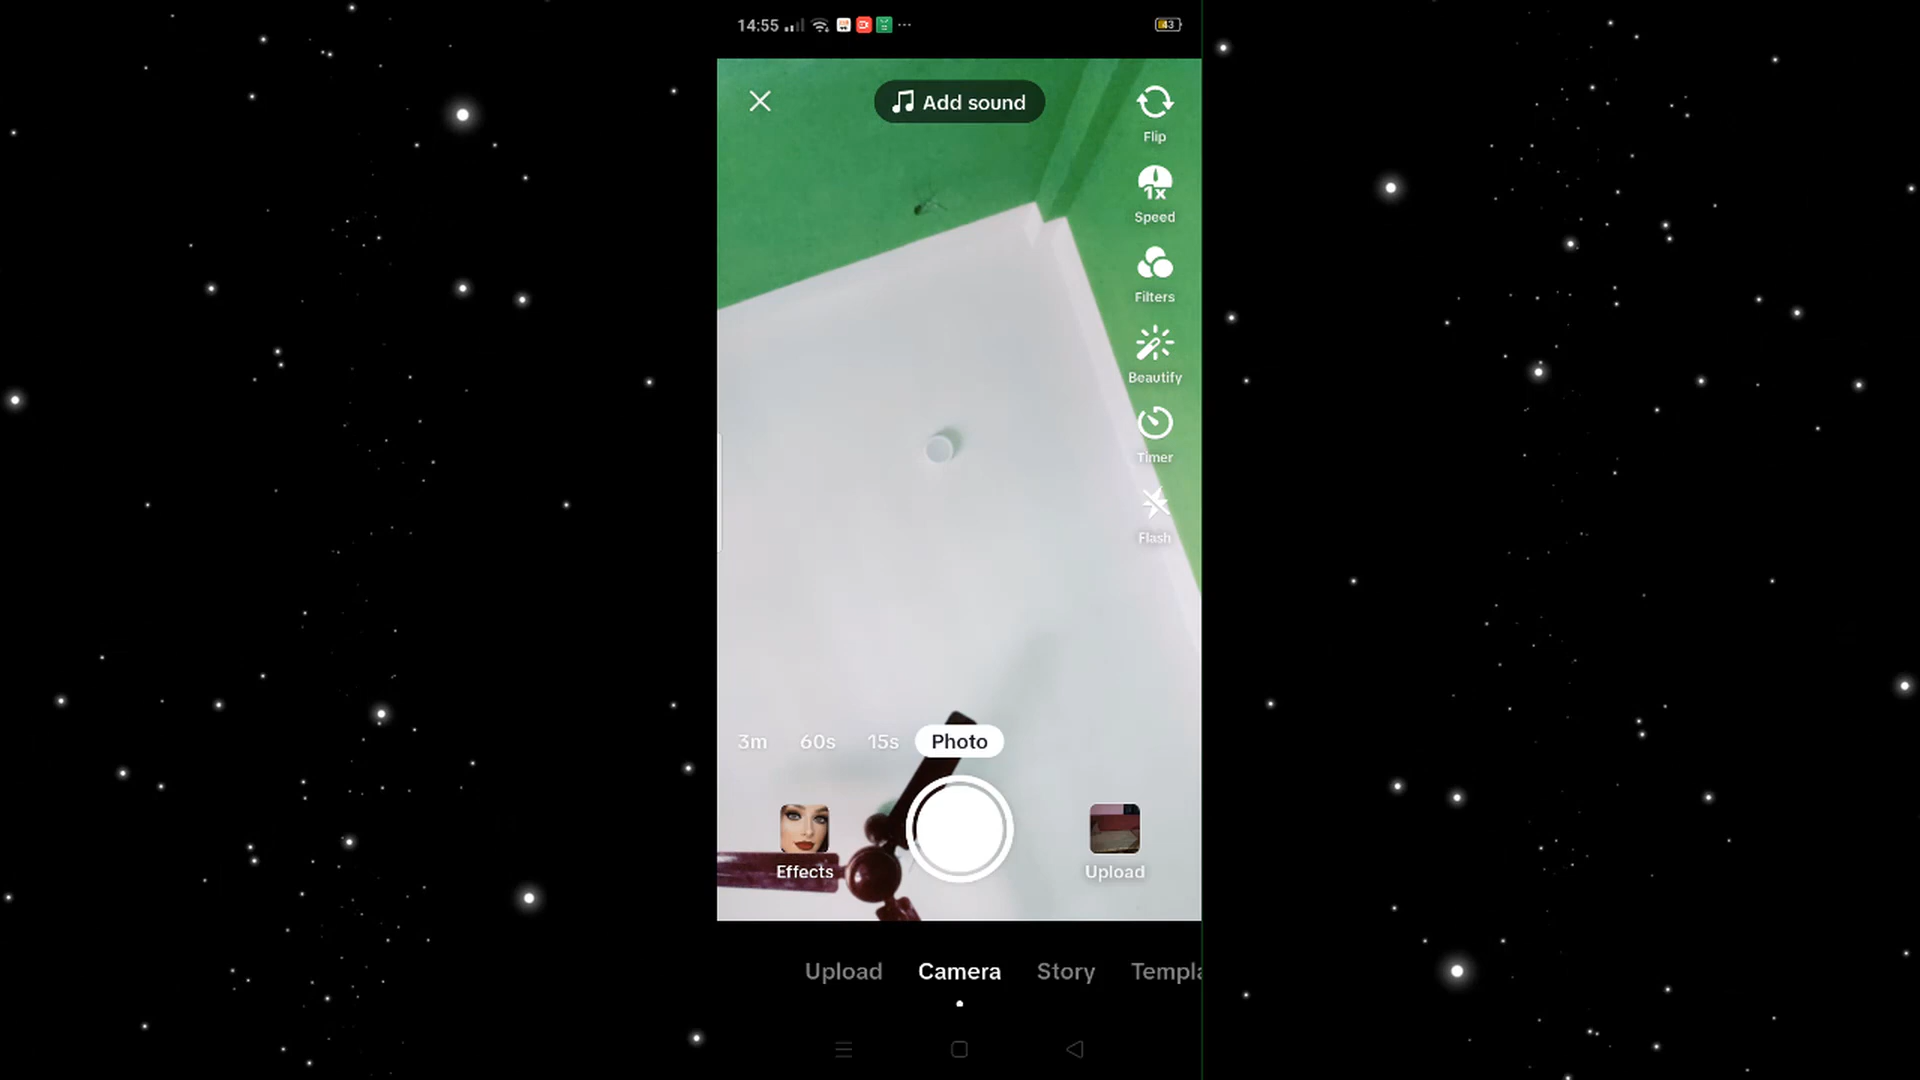 14:55
43
Add sound
Flip
1x
Speed
Filters
Beautify
Timer
Flash
3m 60s 15s Photo
Effects
Upload
Upload Camera Story Templa